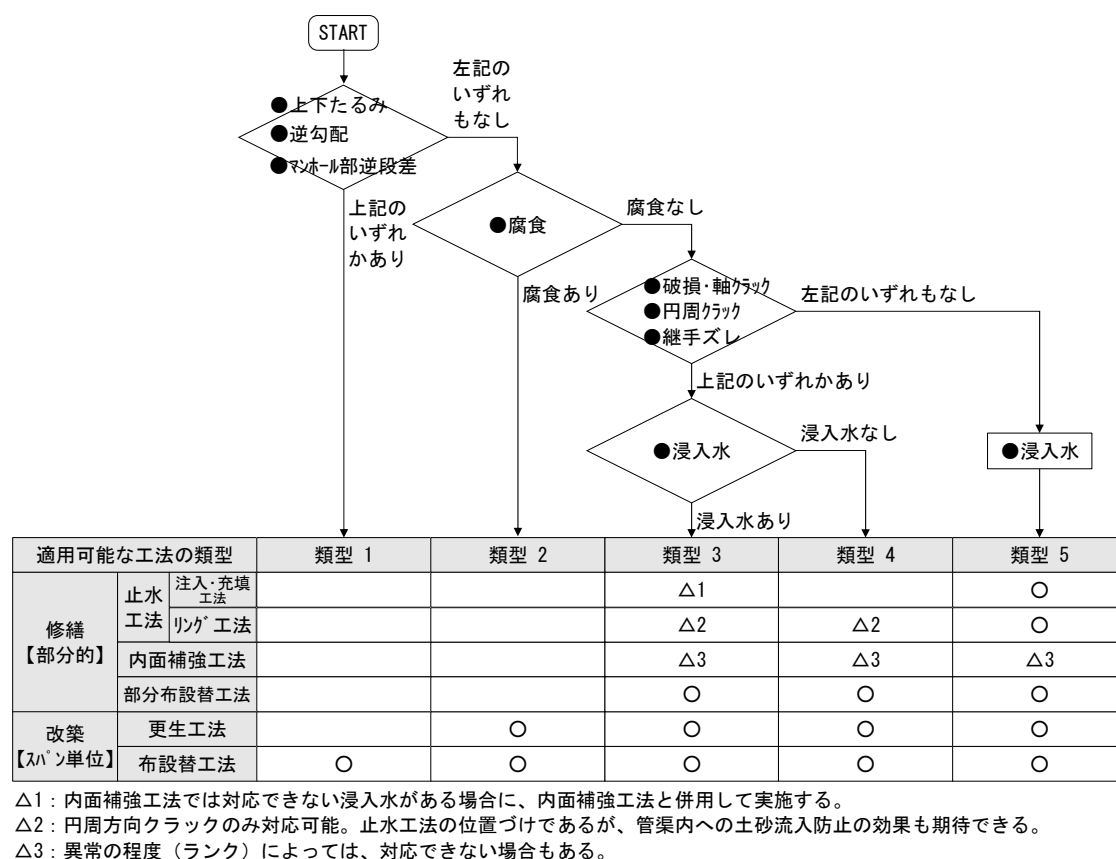 START
●上下たるみ
●逆勾配
●ﾏﾝﾎｰﾙ部逆段差
左記の
いずれ
もなし
上記の
いずれ
かあり
●腐食
腐食なし
腐食あり
●破損・軸ｸﾗｯｸ
●円周ｸﾗｯｸ
●継手ズレ
左記のいずれもなし
上記のいずれかあり
●浸入水
浸入水なし
浸入水あり
●浸入水
適用可能な工法の類型 類型 1 類型 2 類型 3 類型 4 類型 5
修繕
【部分的】
止水
工法
注入・充填
工法
△1 ○
ﾘﾝｸﾞ工法 △2 △2 ○
内面補強工法 △3 △3 △3
部分布設替工法 ○ ○ ○
改築
【ｽﾊﾟﾝ単位】
更生工法 ○ ○ ○ ○
布設替工法 ○ ○ ○ ○ ○
△1：内面補強工法では対応できない浸入水がある場合に、内面補強工法と併用して実施する。
△2：円周方向クラックのみ対応可能。止水工法の位置づけであるが、管渠内への土砂流入防止の効果も期待できる。
△3：異常の程度（ランク）によっては、対応できない場合もある。